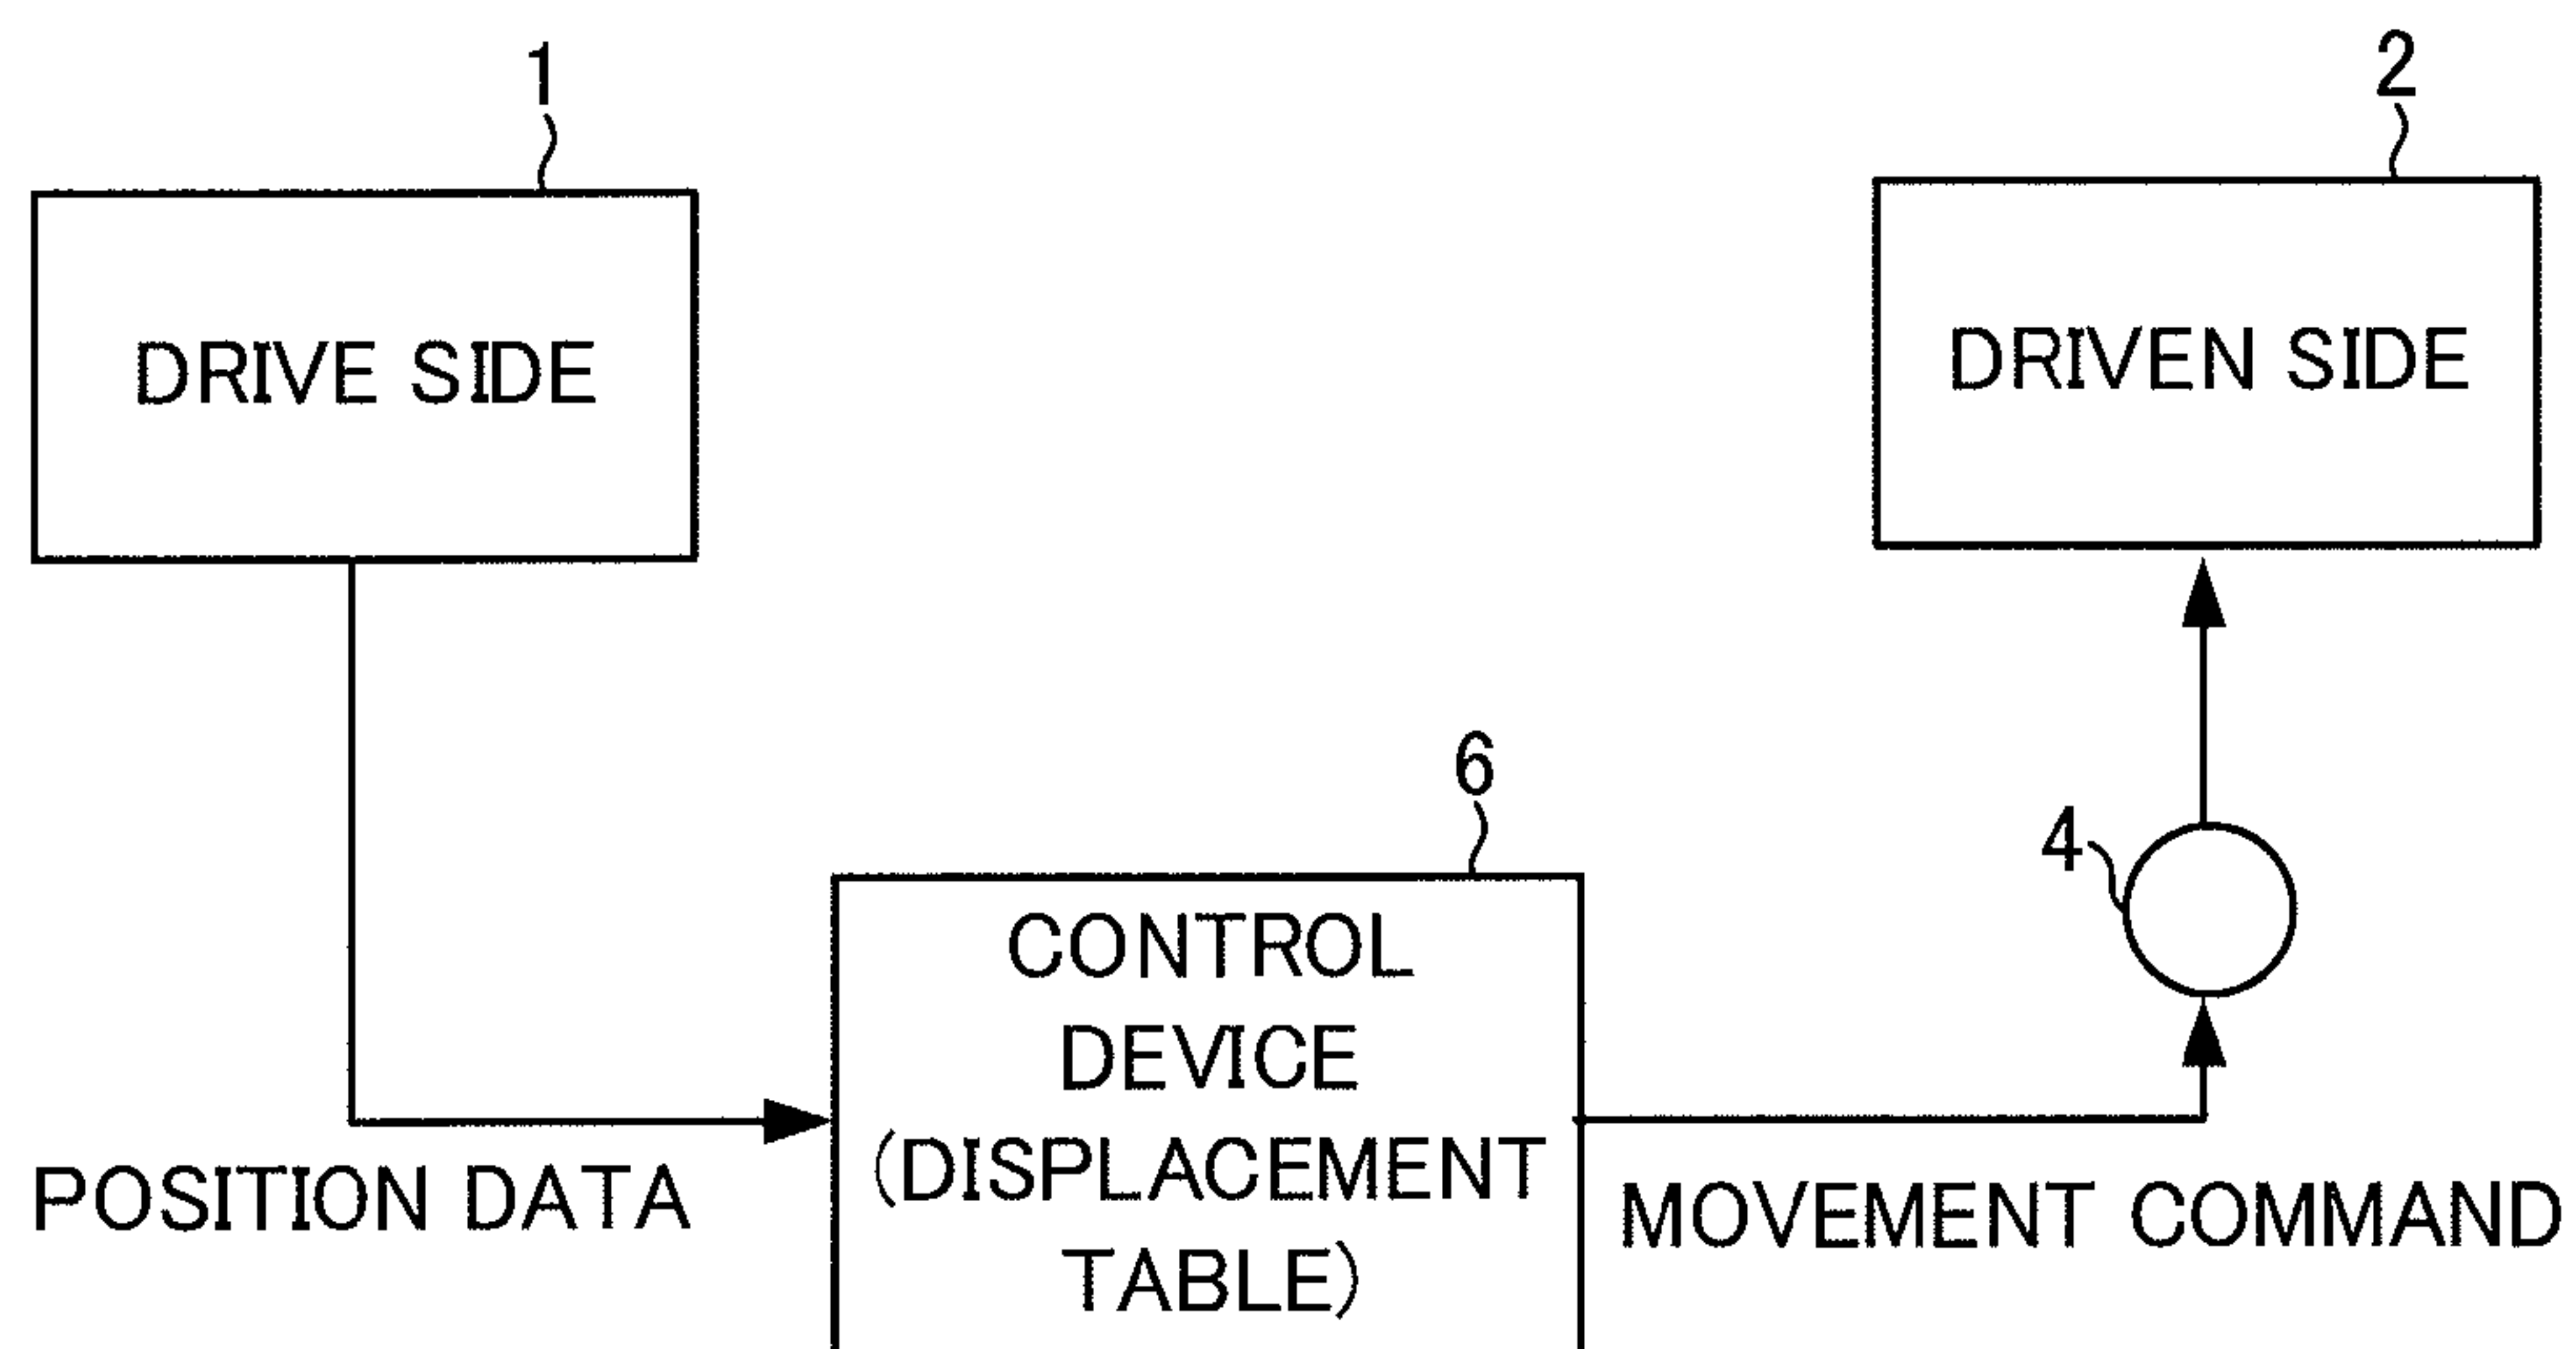 1
2
DRIVE SIDE
DRIVEN SIDE
6
4
CONTROL
DEVICE
(DISPLACEMENT
TABLE)
POSITION DATA
MOVEMENT COMMAND